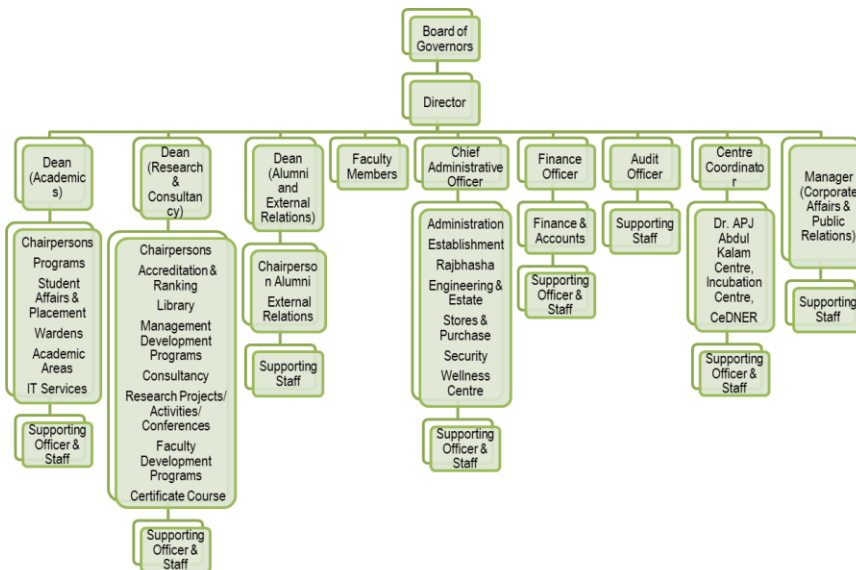 Board of
Governors
Director
Dean
(Academic
s)
Chairpersons
Programs
Student
Affairs &
Placement
Wardens
Academic
Areas
IT Services
Supporting
Officer &
Staff
Dean
(Research
&
Consultan
cy)
Chairpersons
Accreditation &
Ranking
Library
Management
Development
Programs
Consultancy
Research Projects/
Activities/
Conferences
Faculty
Development
Programs
Certificate Course
Supporting
Officer &
Staff
Dean
(Alumni
and
External
Relations)
Chairperso
n Alumni
External
Relations
Supporting
Staff
Faculty
Members
Chief
Administrative
Officer
Administration
Establishment
Rajbhasha
Engineering &
Estate
Stores &
Purchase
Security
Wellness
Centre
Supporting
Officer &
Staff
Finance
Officer
Finance &
Accounts
Supporting
Officer &
Staff
Audit
Officer
Supporting
Staff
Centre
Coordinato
r
Dr. APJ
Abdul
Kalam
Centre,
Incubation
Centre,
CeDNER
Supporting
Officer &
Staff
Manager
(Corporate
Affairs &
Public
Relations)
Supporting
Staff